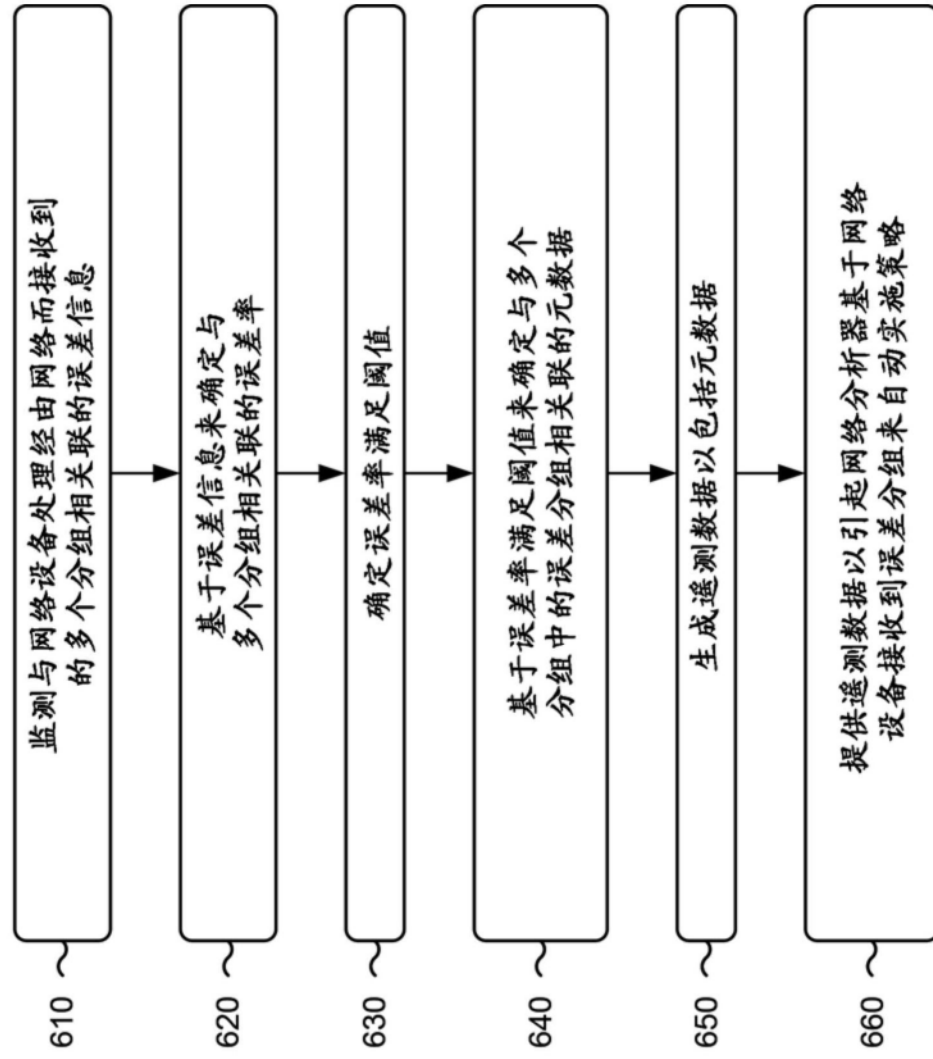 610
监测与网络设备处理经由网络而接收到
的多个分组相关联的误差信息
620
基于误差信息来确定与
多个分组相关联的误差率
630
确定误差率满足阈值
640
基于误差率满足阈值来确定与多个
分组中的误差分组相关联的元数据
650
生成遥测数据以包括元数据
660
提供遥测数据以引起网络分析器基于网络
设备接收到误差分组来自动实施策略